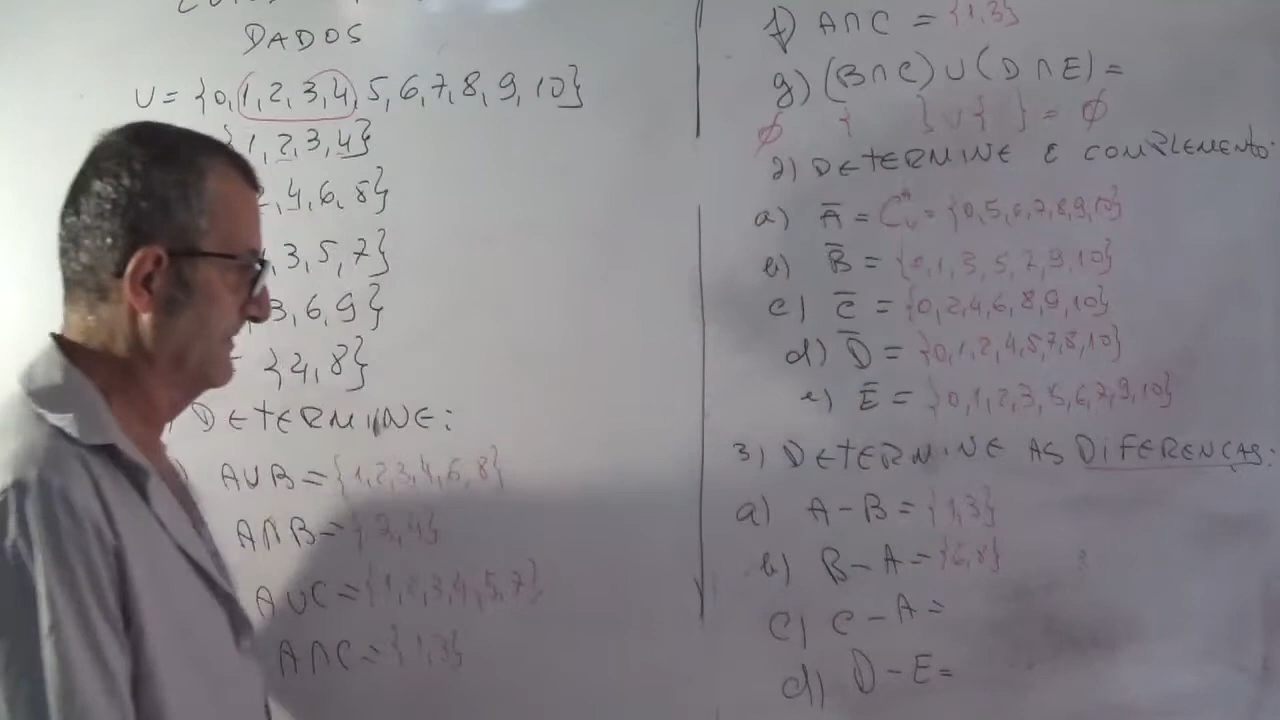 DADOS
U = {0, 1, 2, 3, 4, 5, 6, 7, 8, 9, 10}
1, 2, 3, 4}
, 4, 6, 8}
, 3, 5, 7}
3, 6, 9}
{4, 8}
DETERMINE:
A∪B = {1,2,3,4,6,8}
A∩B = {2,4}
A∪C = {1,2,3,4,5,7}
A∩C = {1,3}
f) A∩C = {1,3}
g) (B∩C) ∪ (D∩E) =
∅ { } ∪ { } = ∅
2) DETERMINE E COMPLEMENTO:
a) A̅ = C = {0,5,6,7,8,9,10}
b) B̅ = {0,1,3,5,7,9,10}
c) C̅ = {0,2,4,6,8,9,10}
d) D̅ = {0,1,2,4,5,7,8,10}
e) E̅ = {0,1,2,3,5,6,7,9,10}
3) DETERMINE AS DIFERENÇAS:
a) A - B = {1,3}
b) B - A = {6,8}
c) C - A =
d) D - E =